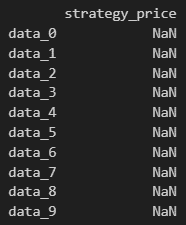 strategy_price
data_0 NaN
data_1 NaN
data_2 NaN
data_3 NaN
data_4 NaN
data_5 NaN
data_6 NaN
data_7 NaN
data_8 NaN
data_9 NaN